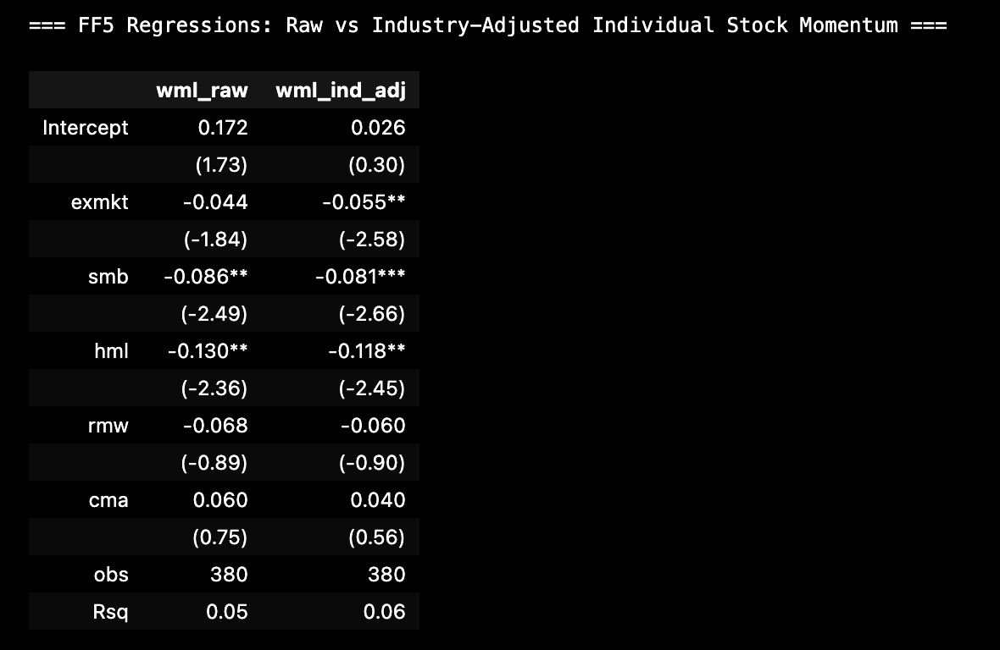 === FF5 Regressions: Raw vs Industry-Adjusted Individual Stock Momentum ===
wml_raw wml_ind_adj
Intercept 0.172 0.026
(1.73) (0.30)
exmkt -0.044 -0.055**
(-1.84) (-2.58)
smb -0.086** -0.081***
(-2.49) (-2.66)
hml -0.130** -0.118**
(-2.36) (-2.45)
rmw -0.068 -0.060
(-0.89) (-0.90)
cma 0.060 0.040
(0.75) (0.56)
obs 380 380
Rsq 0.05 0.06